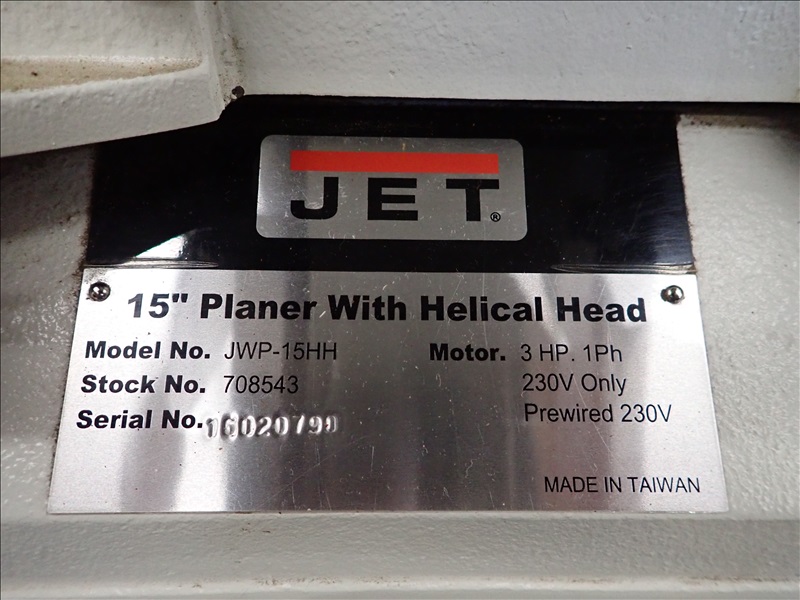 JET®
15" Planer With Helical Head
Model No. JWP-15HH Motor. 3 HP. 1Ph
Stock No. 708543 230V Only
Serial No. Prewired 230V
MADE IN TAIWAN